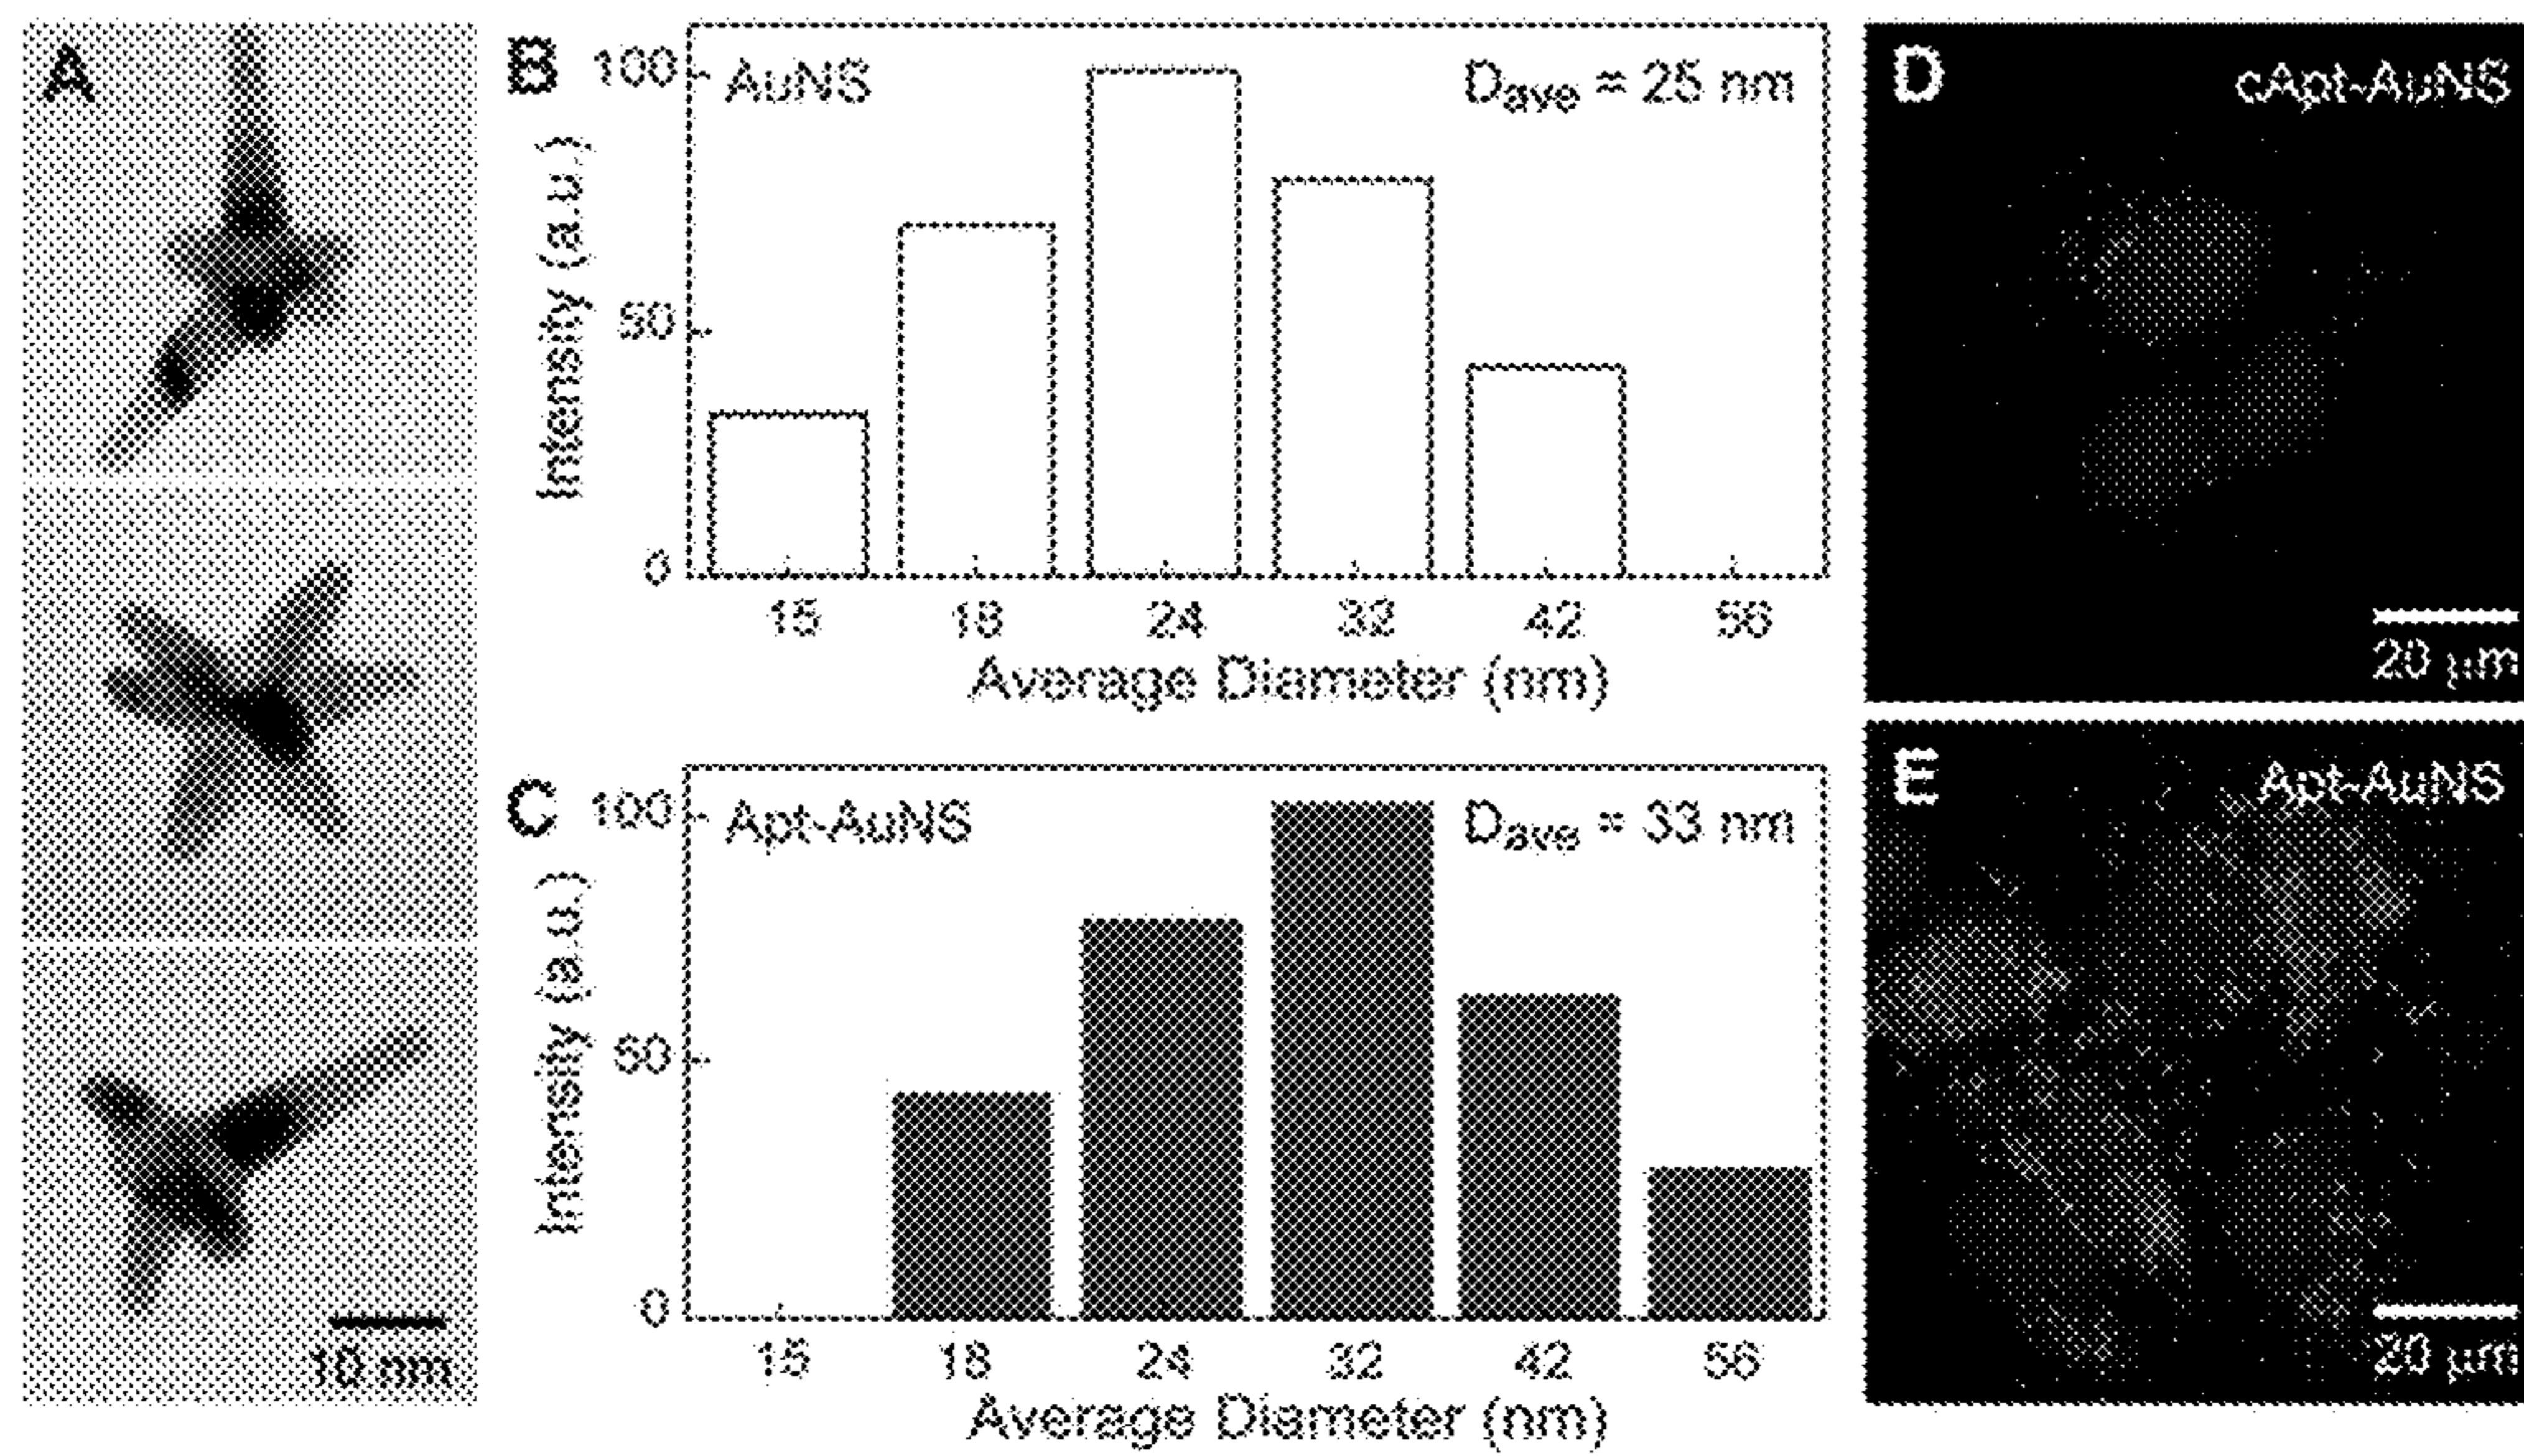 A
10 nm
B
AuNS
Dave = 25 nm
100
50
0
Intensity (a.u.)
15
18
24
32
42
56
Average Diameter (nm)
C
Apt-AuNS
Dave = 33 nm
100
50
0
Intensity (a.u.)
15
18
24
32
42
56
Average Diameter (nm)
D
cApt-AuNS
20 μm
E
Apt-AuNS
20 μm